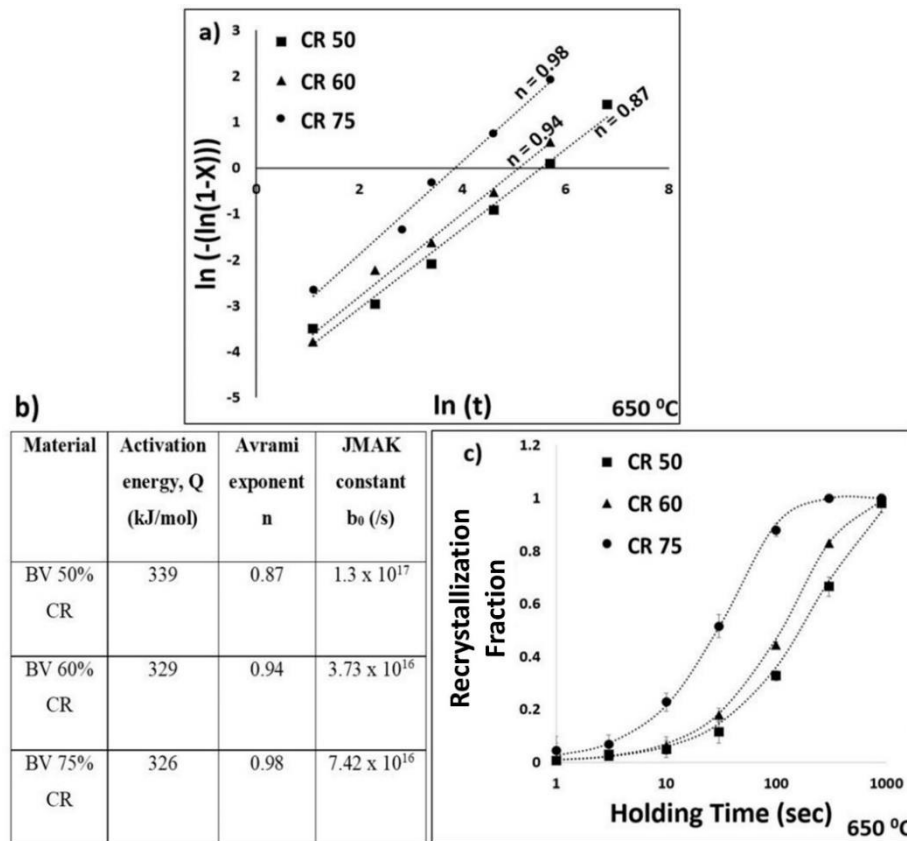 a)
CR 50
CR 60
CR 75
n = 0.98
n = 0.94
n = 0.87
ln (-(ln(1-X)))
3
2
1
0
-1
-2
-3
-4
-5
0
2
4
6
8
ln (t)
650 ⁰C
b)
Material
Activation
energy, Q
(kJ/mol)
Avrami
exponent
n
JMAK
constant
b₀ (/s)
BV 50%
CR
339
0.87
1.3 x 10¹⁷
BV 60%
CR
329
0.94
3.73 x 10¹⁶
BV 75%
CR
326
0.98
7.42 x 10¹⁶
c)
CR 50
CR 60
CR 75
Recrystallization
Fraction
1.2
1
0.8
0.6
0.4
0.2
0
1
10
100
1000
Holding Time (sec)
650 ⁰C